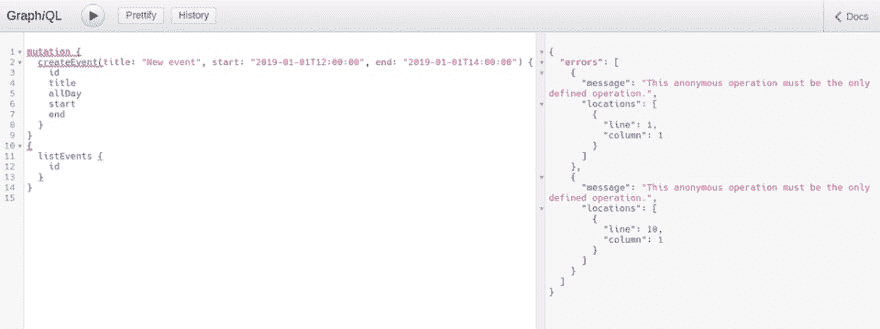 GraphiQL Prettify History Docs
1 mutation {
2 createEvent(title: "New event", start: "2019-01-01T12:00:00", end: "2019-01-01T14:00:00") {
3 id
4 title
5 allDay
6 start
7 end
8 }
9 }
10 {
11 listEvents {
12 id
13 }
14 }
15
{
"errors": [
{
"message": "This anonymous operation must be the only
defined operation.",
"locations": [
{
"line": 1,
"column": 1
}
]
},
{
"message": "This anonymous operation must be the only
defined operation.",
"locations": [
{
"line": 10,
"column": 1
}
]
}
]
}